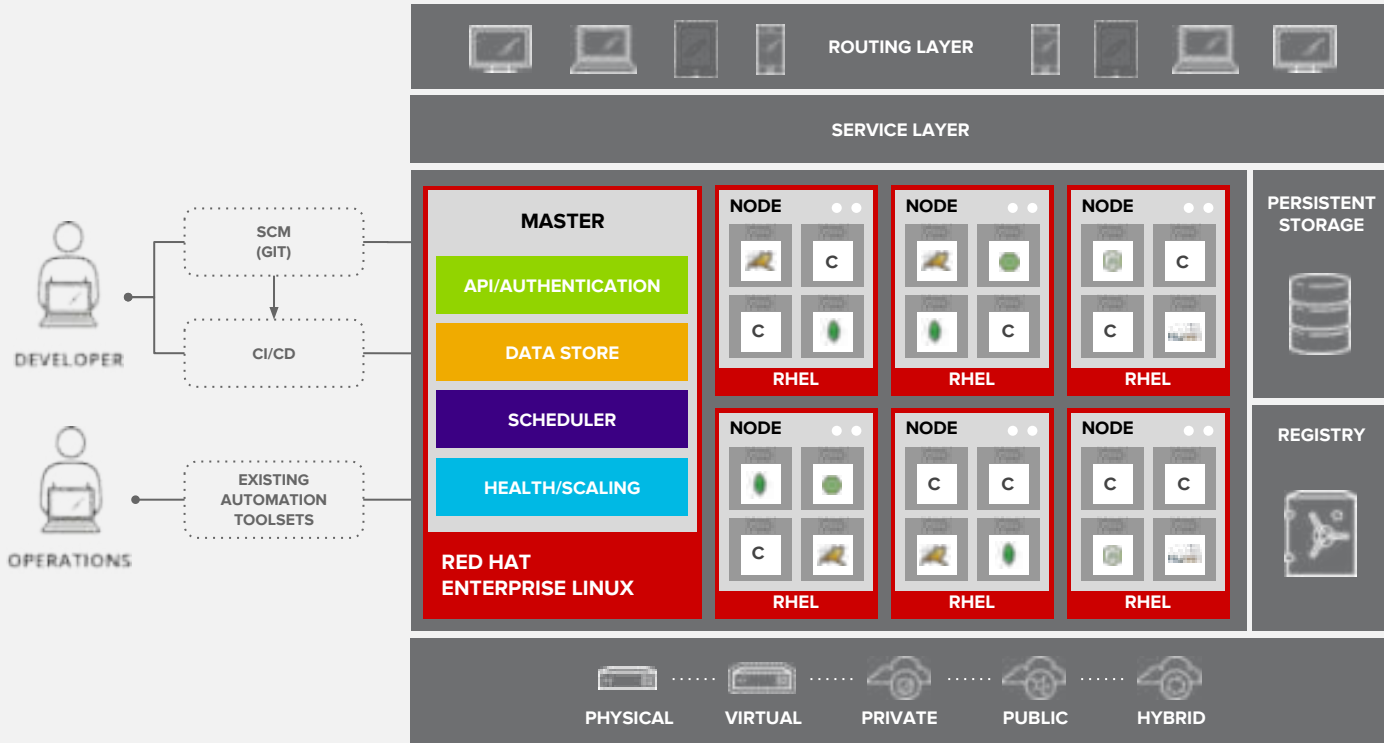 ROUTING LAYER
SERVICE LAYER
DEVELOPER
SCM
(GIT)
CI/CD
OPERATIONS
EXISTING
AUTOMATION
TOOLSETS
MASTER
API/AUTHENTICATION
DATA STORE
SCHEDULER
HEALTH/SCALING
RED HAT
ENTERPRISE LINUX
NODE
C
C
RHEL
NODE
C
RHEL
NODE
C
C
RHEL
NODE
C
RHEL
NODE
C
C
RHEL
NODE
C
C
RHEL
PERSISTENT
STORAGE
REGISTRY
PHYSICAL
VIRTUAL
PRIVATE
PUBLIC
HYBRID